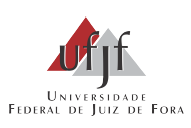 ufjf
UNIVERSIDADE
FEDERAL DE JUIZ DE FORA